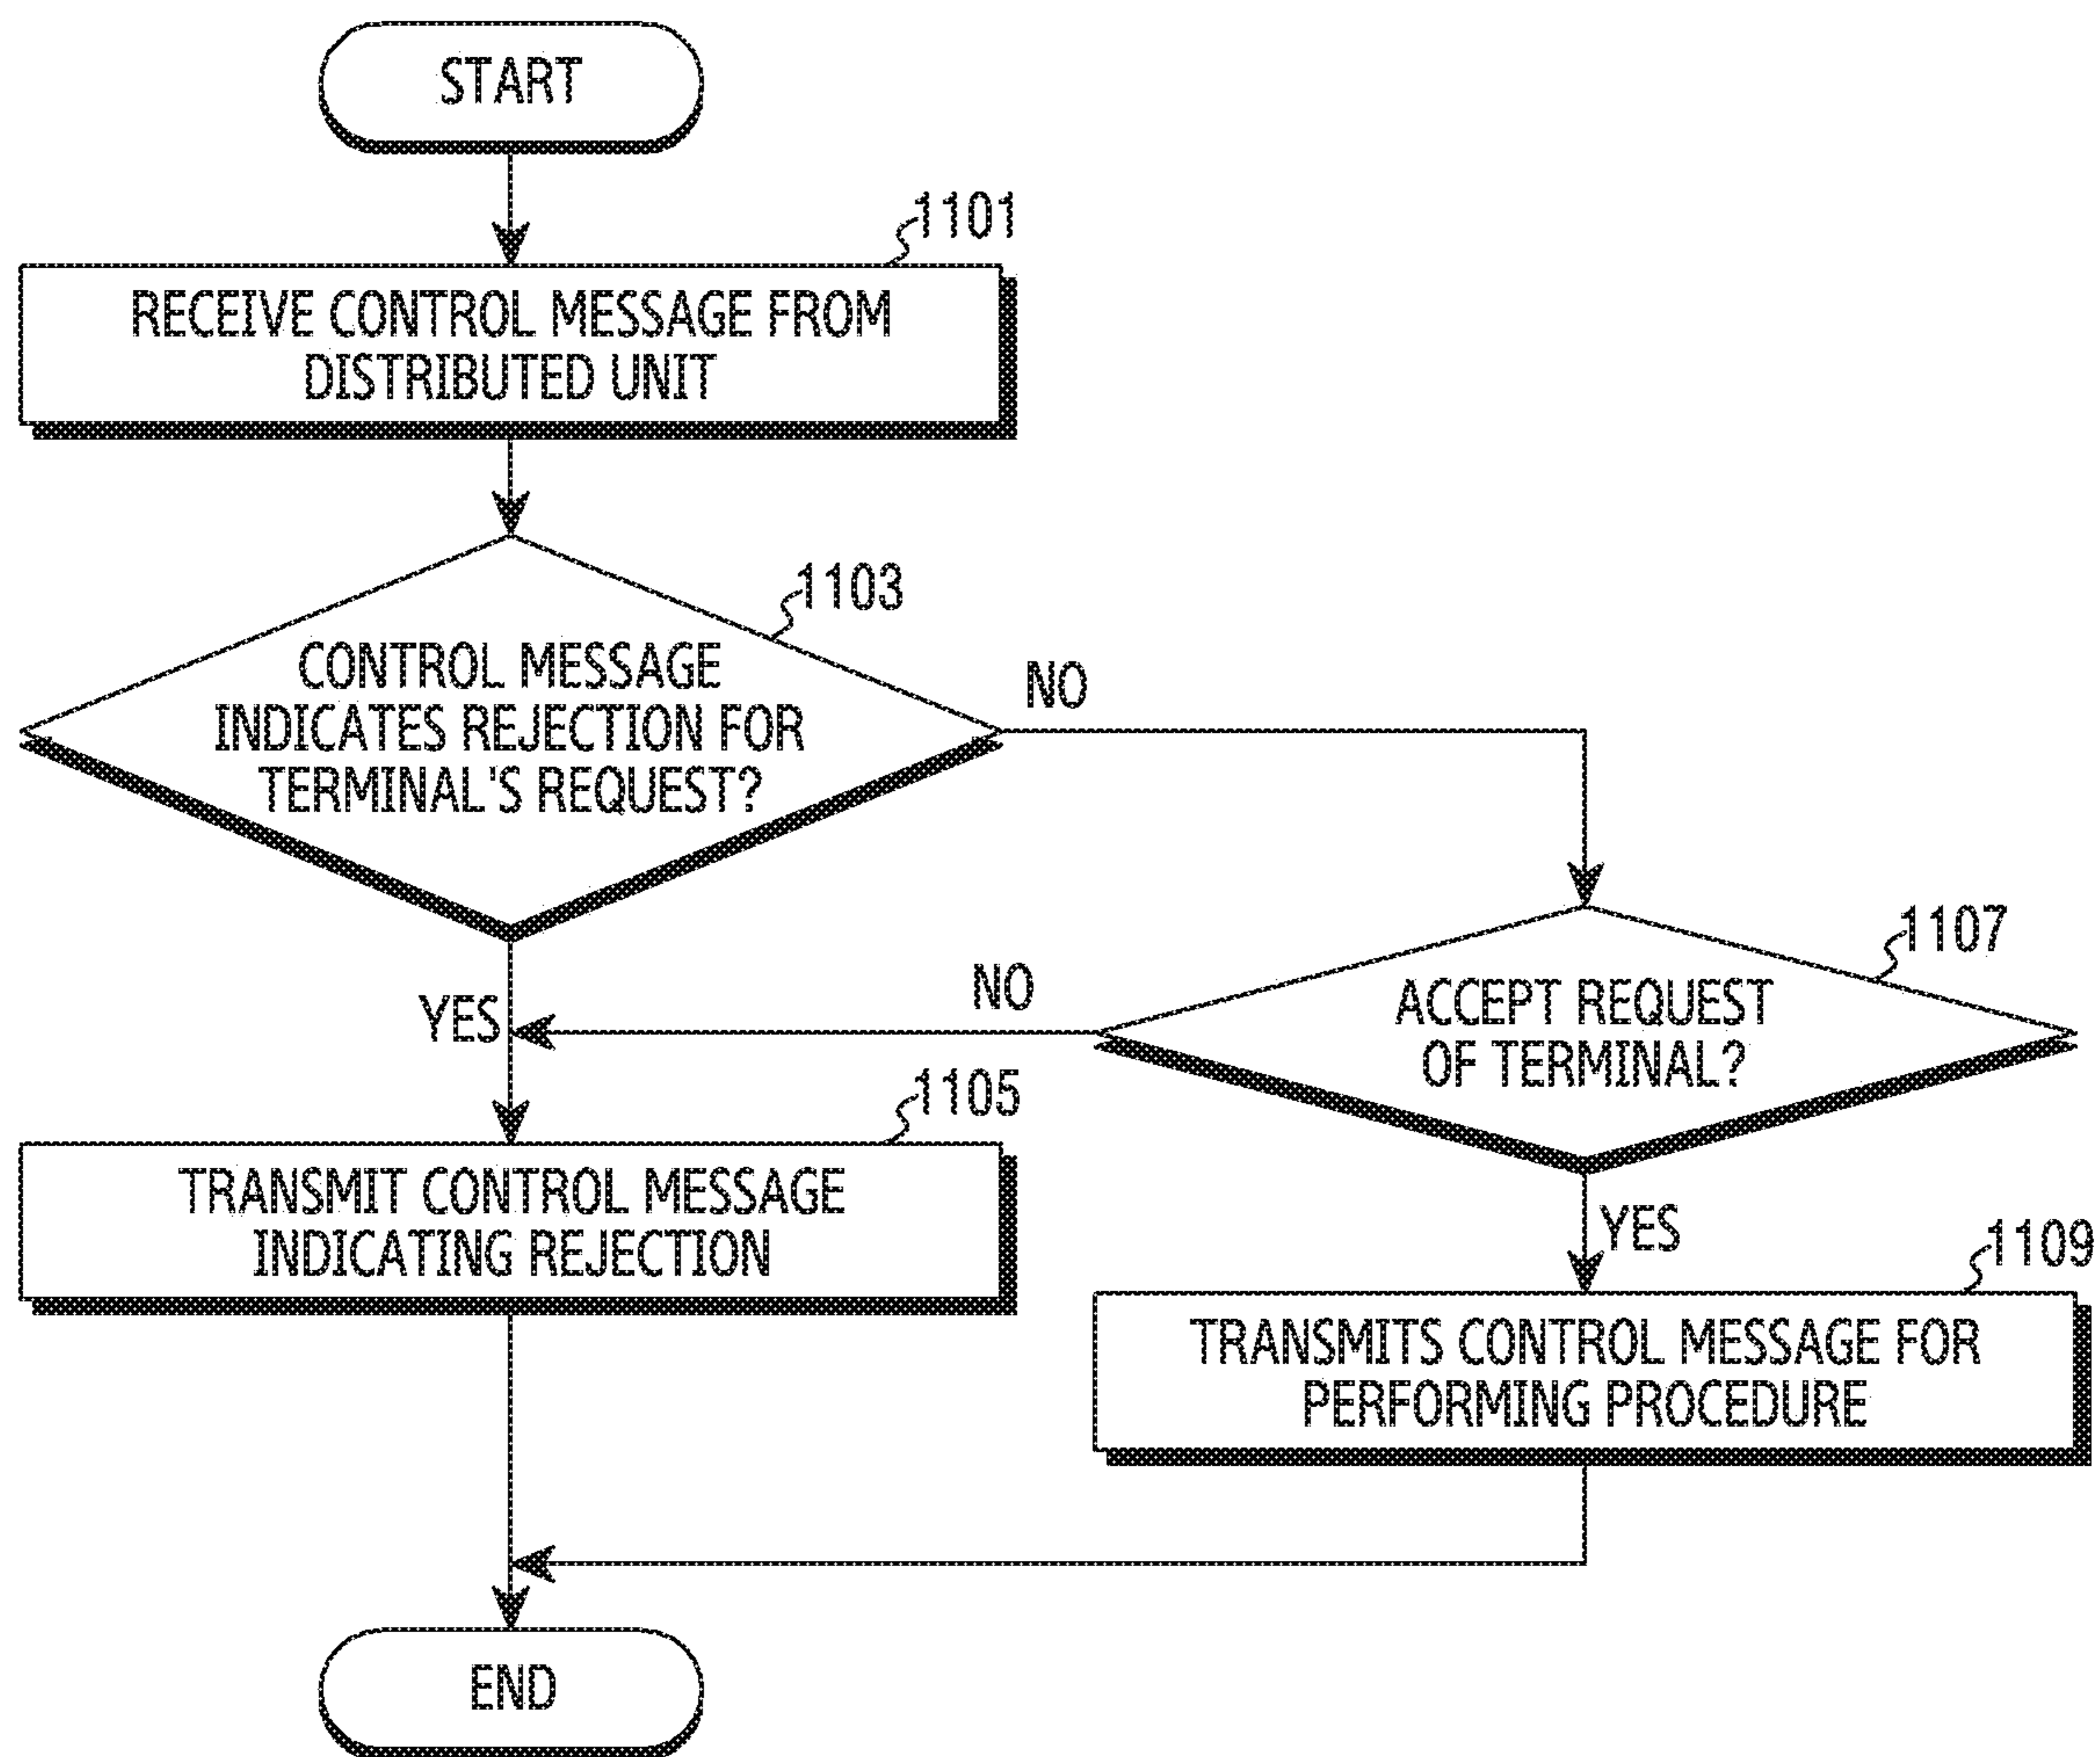 START
1101
RECEIVE CONTROL MESSAGE FROM
DISTRIBUTED UNIT
1103
CONTROL MESSAGE
INDICATES REJECTION FOR
TERMINAL'S REQUEST?
NO
1107
ACCEPT REQUEST
OF TERMINAL?
NO
YES
1105
TRANSMIT CONTROL MESSAGE
INDICATING REJECTION
YES
1109
TRANSMITS CONTROL MESSAGE FOR
PERFORMING PROCEDURE
END